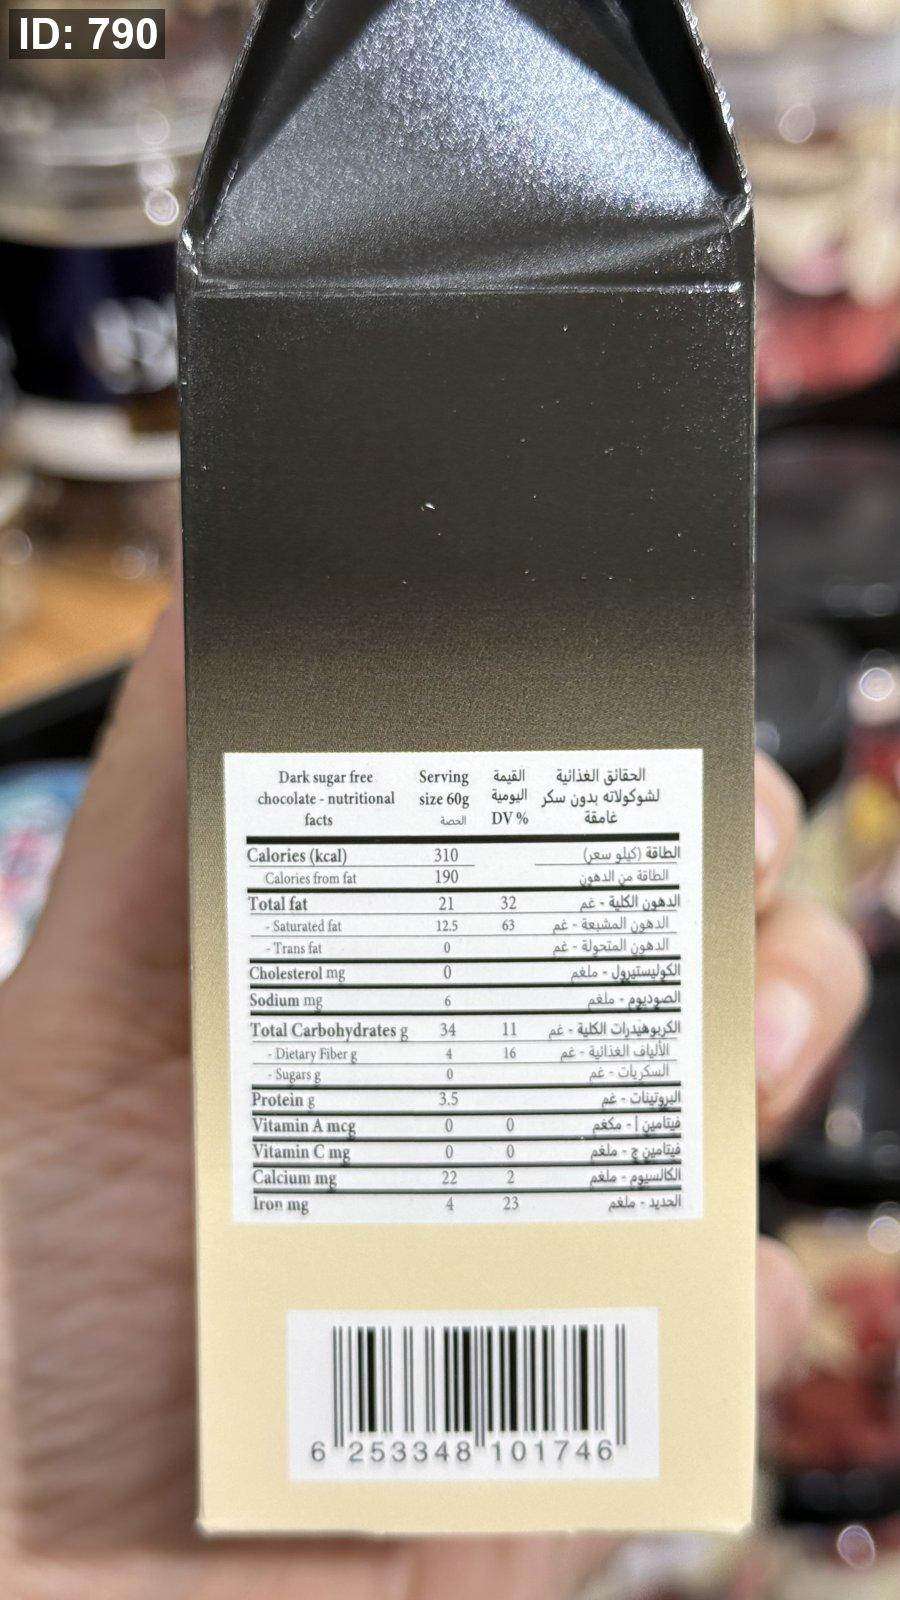 ID: 790
Dark sugar free
chocolate - nutritional
facts
Serving
size 60g
الحصة
القيمة
اليومية
DV %
الحقائق الغذائية
لشوكولاته بدون سكر
غامقة
Calories (kcal) 310 الطاقة (كيلو سعر)
Calories from fat 190 الطاقة من الدهون
Total fat 21 32 الدهون الكلية - غم
- Saturated fat 12.5 63 الدهون المشبعة - غم
- Trans fat 0 الدهون المتحولة - غم
Cholesterol mg 0 الكوليستيرول - ملغم
Sodium mg 6 الصوديوم - ملغم
Total Carbohydrates g 34 11 الكربوهيدرات الكلية - غم
- Dietary Fiber g 4 16 الألياف الغذائية - غم
- Sugars g 0 السكريات - غم
Protein g 3.5 البروتينات - غم
Vitamin A mcg 0 0 فيتامين أ - مكغم
Vitamin C mg 0 0 فيتامين ج - ملغم
Calcium mg 22 2 الكالسيوم - ملغم
Iron mg 4 23 الحديد - ملغم
6 253348 101746